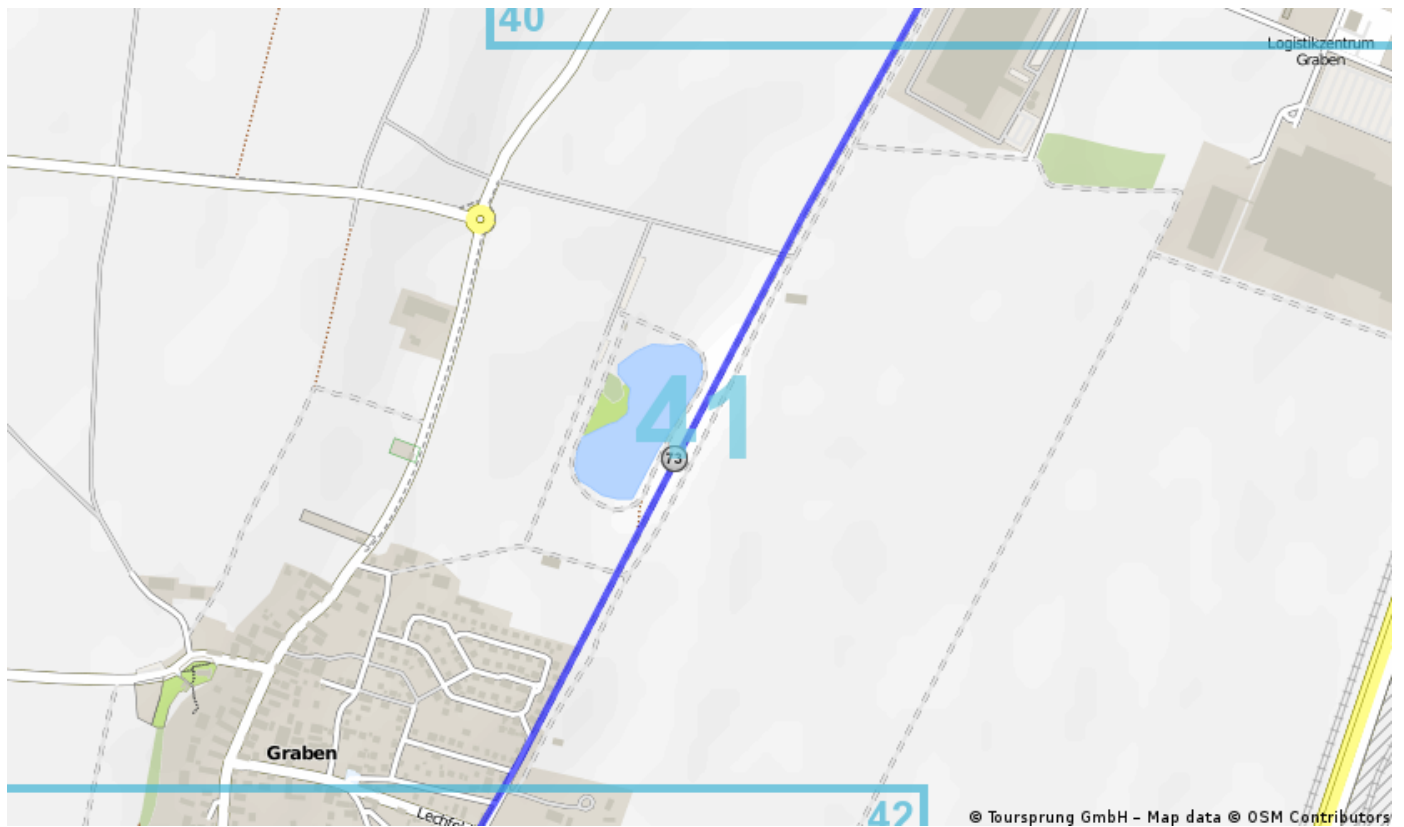 40
Logistikzentrum
Graben
41
73
Graben
42
© Toursprung GmbH – Map data © OSM Contributors